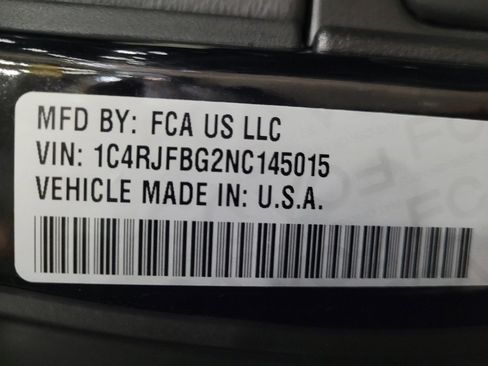 MFD BY: FCA US LLC
VIN: 1C4RJFBG2NC145015
VEHICLE MADE IN: U.S.A.